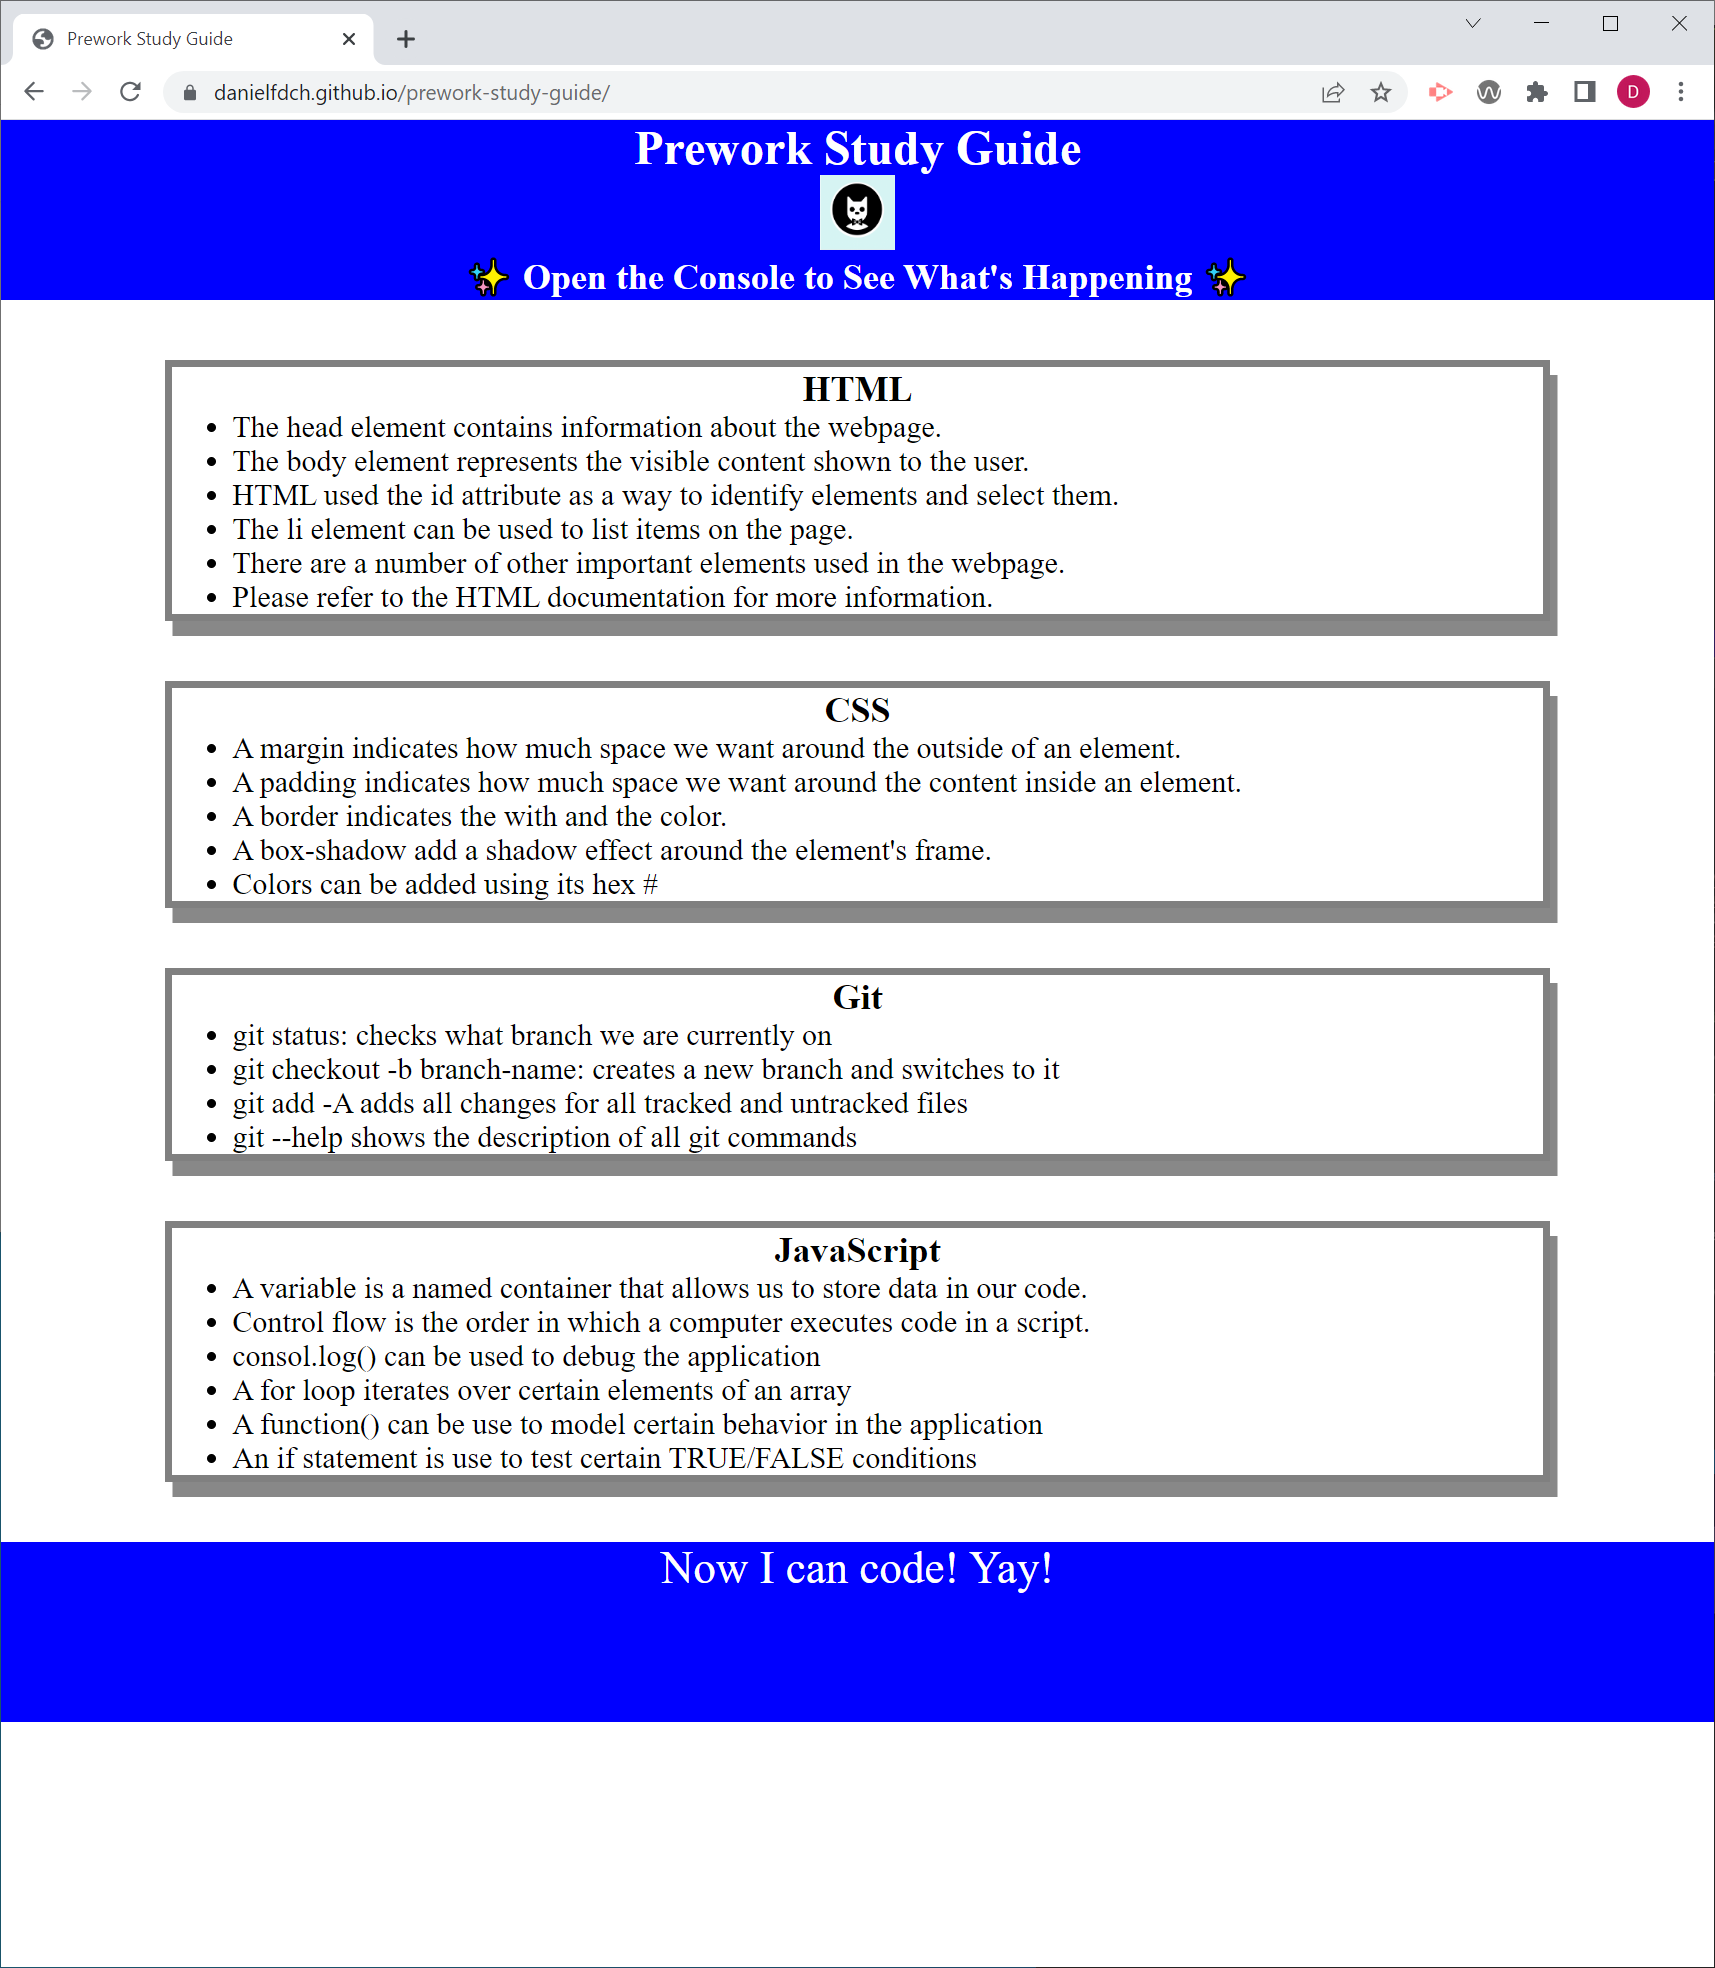 Prework Study Guide
danielfdch.github.io/prework-study-guide/
D
Prework Study Guide
✨ Open the Console to See What's Happening ✨
HTML
• The head element contains information about the webpage.
• The body element represents the visible content shown to the user.
• HTML used the id attribute as a way to identify elements and select them.
• The li element can be used to list items on the page.
• There are a number of other important elements used in the webpage.
• Please refer to the HTML documentation for more information.
CSS
• A margin indicates how much space we want around the outside of an element.
• A padding indicates how much space we want around the content inside an element.
• A border indicates the with and the color.
• A box-shadow add a shadow effect around the element's frame.
• Colors can be added using its hex #
Git
• git status: checks what branch we are currently on
• git checkout -b branch-name: creates a new branch and switches to it
• git add -A adds all changes for all tracked and untracked files
• git --help shows the description of all git commands
JavaScript
• A variable is a named container that allows us to store data in our code.
• Control flow is the order in which a computer executes code in a script.
• consol.log() can be used to debug the application
• A for loop iterates over certain elements of an array
• A function() can be use to model certain behavior in the application
• An if statement is use to test certain TRUE/FALSE conditions
Now I can code! Yay!